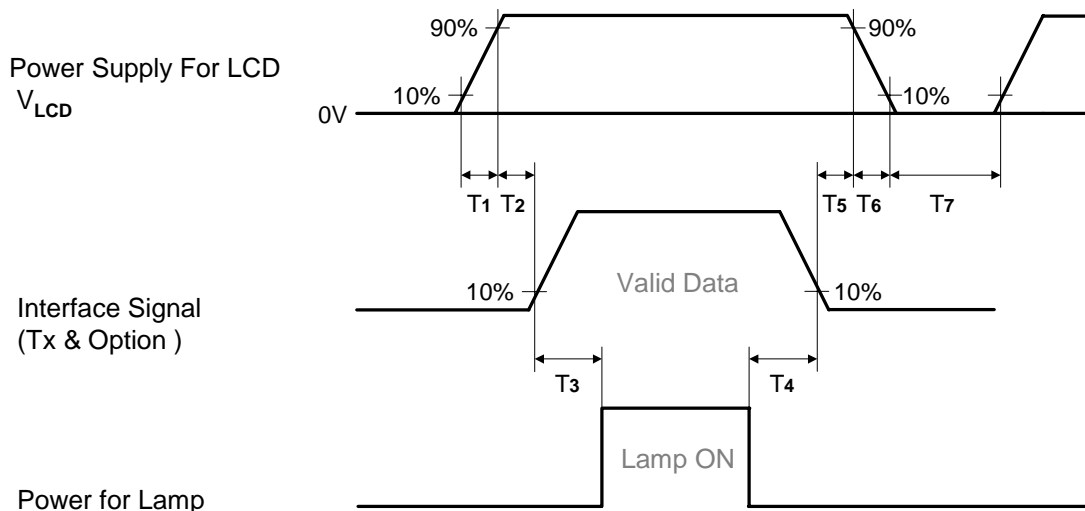 90%
90%
Power Supply For LCD
VLCD
10%
10%
0V
T1 T2 T5 T6 T7
Valid Data
10%
10%
Interface Signal
(Tx & Option )
T3 T4
Lamp ON
Power for Lamp